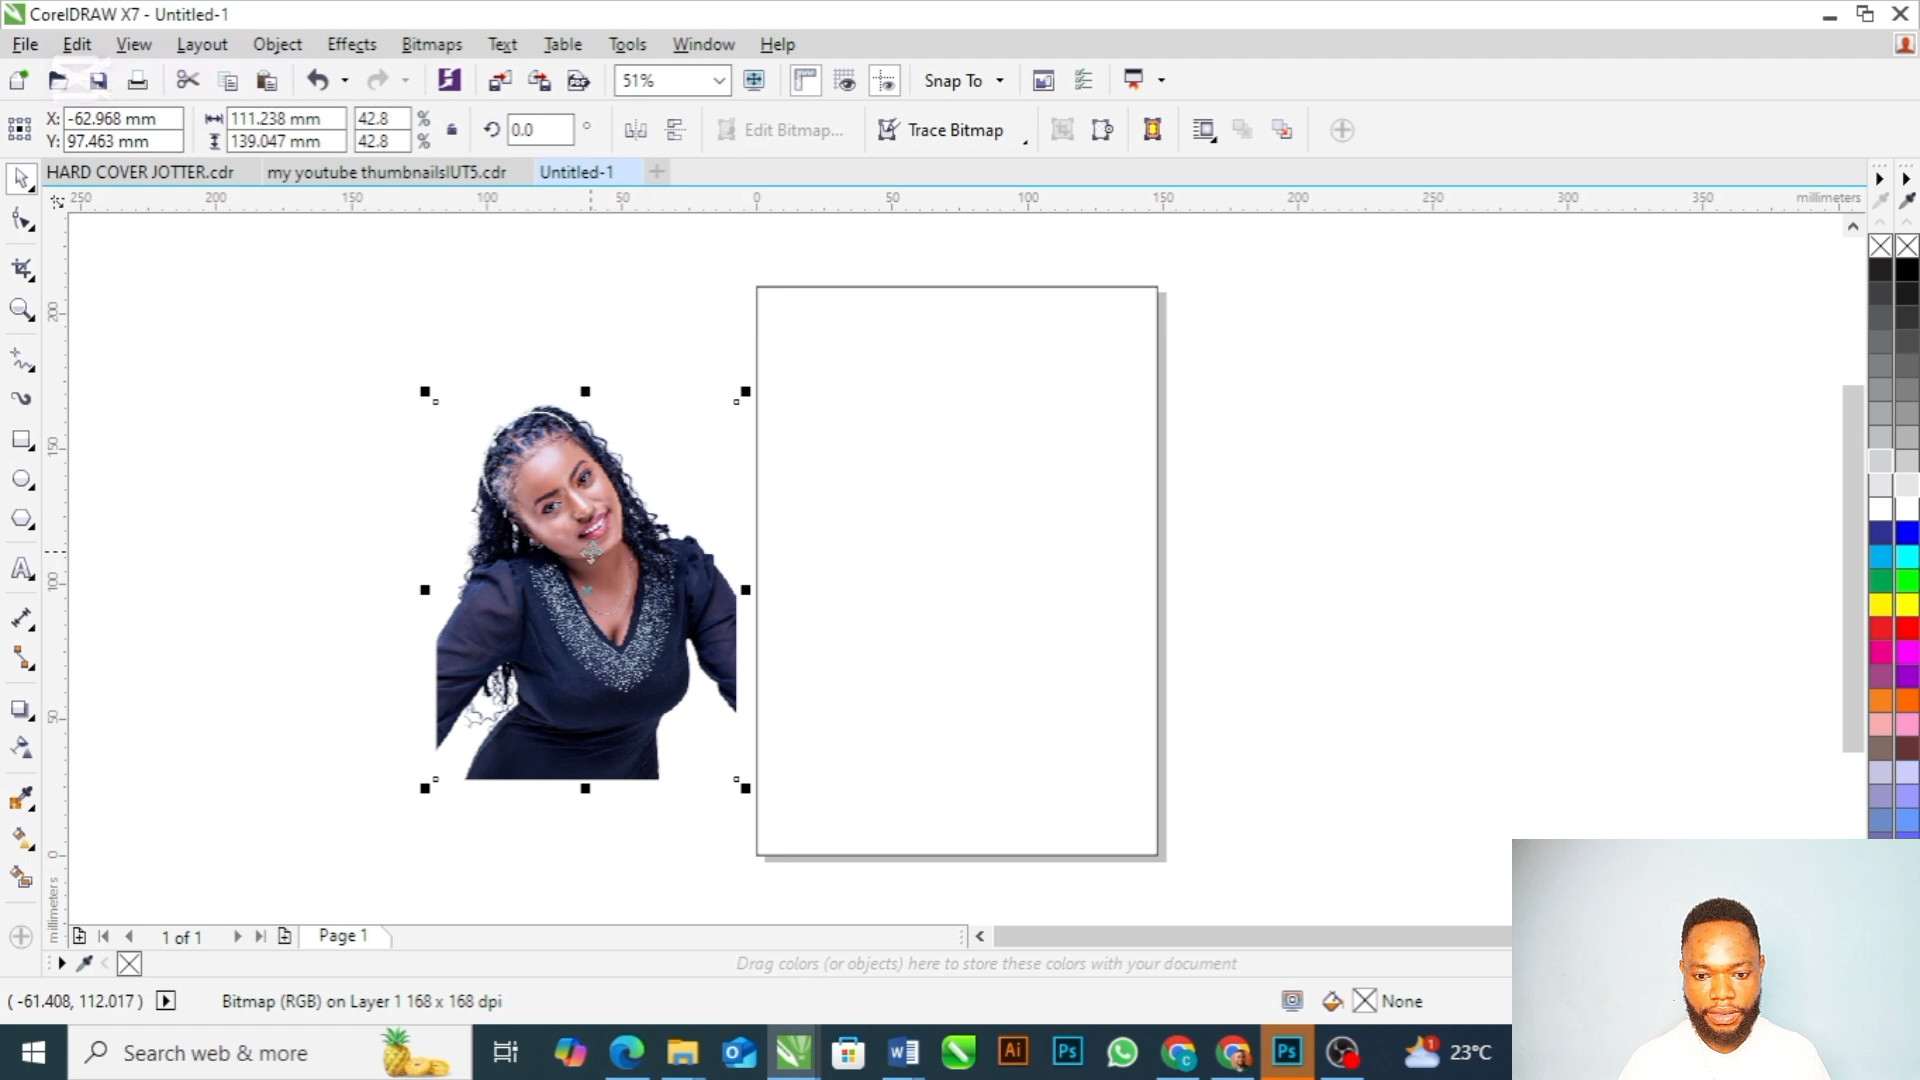 CorelDRAW X7 - Untitled-1
File Edit View Layout Object Effects Bitmaps Text Table Tools Window Help
51% Snap To
X: -62.968 mm 111.238 mm 42.8 % 0.0 ° Edit Bitmap... Trace Bitmap
Y: 97.463 mm 139.047 mm 42.8 %
HARD COVER JOTTER.cdr my youtube thumbnailsIUT5.cdr Untitled-1
250 200 150 100 50 0 50 100 150 200 250 300 350 millimeters
200
150
100
50
0
millimeters
1 of 1 Page 1
Drag colors (or objects) here to store these colors with your document
( -61.408, 112.017 ) Bitmap (RGB) on Layer 1 168 x 168 dpi None
Search web & more Ai Ps C Ps 1 23°C